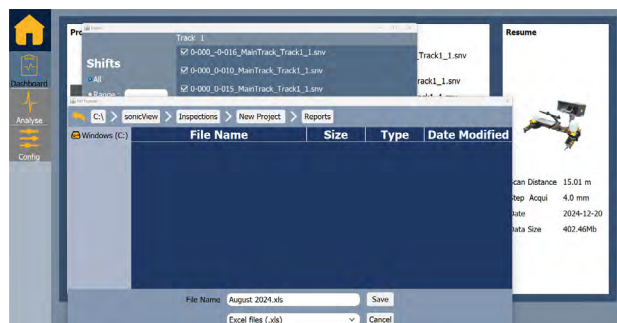 Track 1
Resume
0-000_-0-016_MainTrack_Track1_1.snv
_Track1_1.snv
Shifts
Dashboard
All
0-000_0-010_MainTrack_Track1_1.snv
rack1_1.snv
Range :
0-000_0-015_MainTrack_Track1_1.snv
Analyse
C:\ > sonicView > Inspections > New Project > Reports
Windows (C:)
File Name Size Type Date Modified
Config
Scan Distance 15.01 m
Step Acqui 4.0 mm
Date 2024-12-20
Data Size 402.46Mb
File Name August 2024.xls Save
Excel files (.xls) Cancel